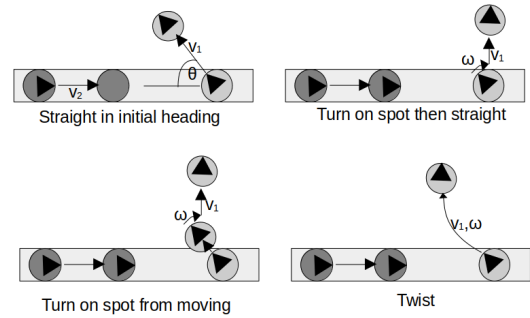 v₁
θ
v₂
Straight in initial heading
ω
v₁
Turn on spot then straight
ω
v₁
Turn on spot from moving
v₁,ω
Twist